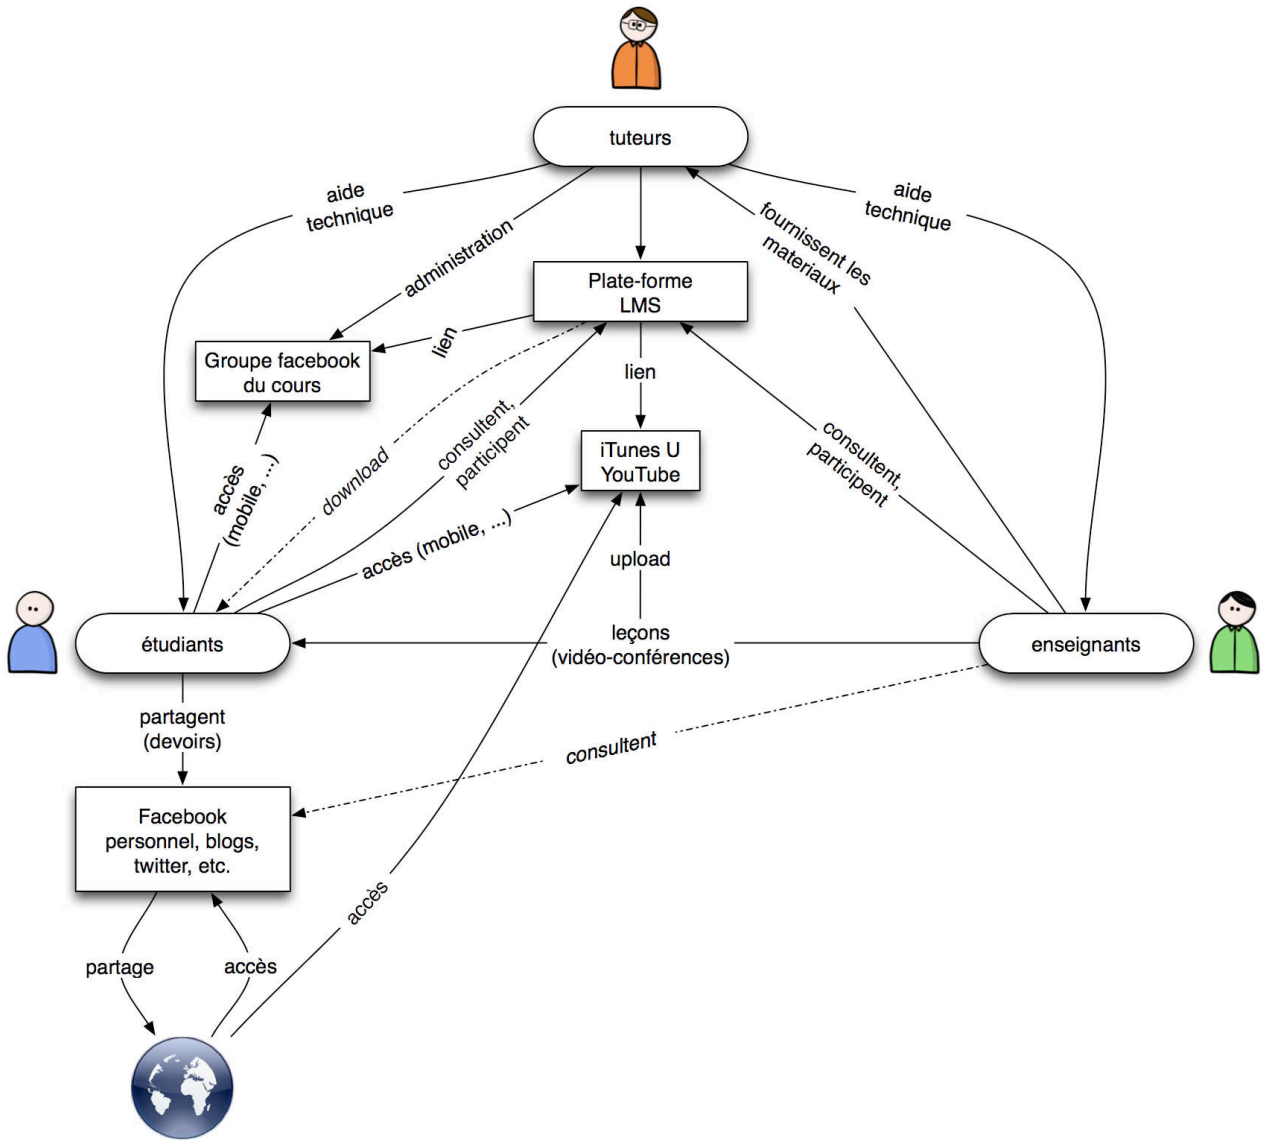 tuteurs
aide
technique
administration
fournissent les
materiaux
aide
technique
Plate-forme
LMS
lien
Groupe facebook
du cours
lien
accès
(mobile, ...)
download
consultent,
participent
iTunes U
YouTube
consultent,
participent
accès (mobile, ...)
upload
étudiants
leçons
(vidéo-conférences)
enseignants
partagent
(devoirs)
consultent
Facebook
personnel, blogs,
twitter, etc.
accès
partage
accès